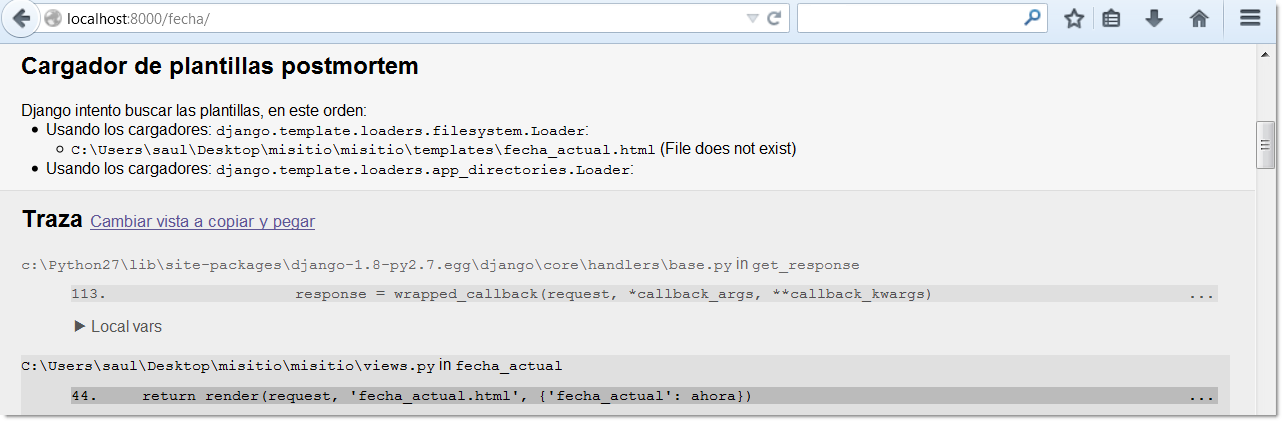 localhost:8000/fecha/
Cargador de plantillas postmortem
Django intento buscar las plantillas, en este orden:
Usando los cargadores: django.template.loaders.filesystem.Loader:
C:\Users\saul\Desktop\misitio\misitio\templates\fecha_actual.html (File does not exist)
Usando los cargadores: django.template.loaders.app_directories.Loader:
Traza Cambiar vista a copiar y pegar
c:\Python27\lib\site-packages\django-1.8-py2.7.egg\django\core\handlers\base.py in get_response
113. response = wrapped_callback(request, *callback_args, **callback_kwargs) ...
▶ Local vars
C:\Users\saul\Desktop\misitio\misitio\views.py in fecha_actual
44. return render(request, 'fecha_actual.html', {'fecha_actual': ahora}) ...